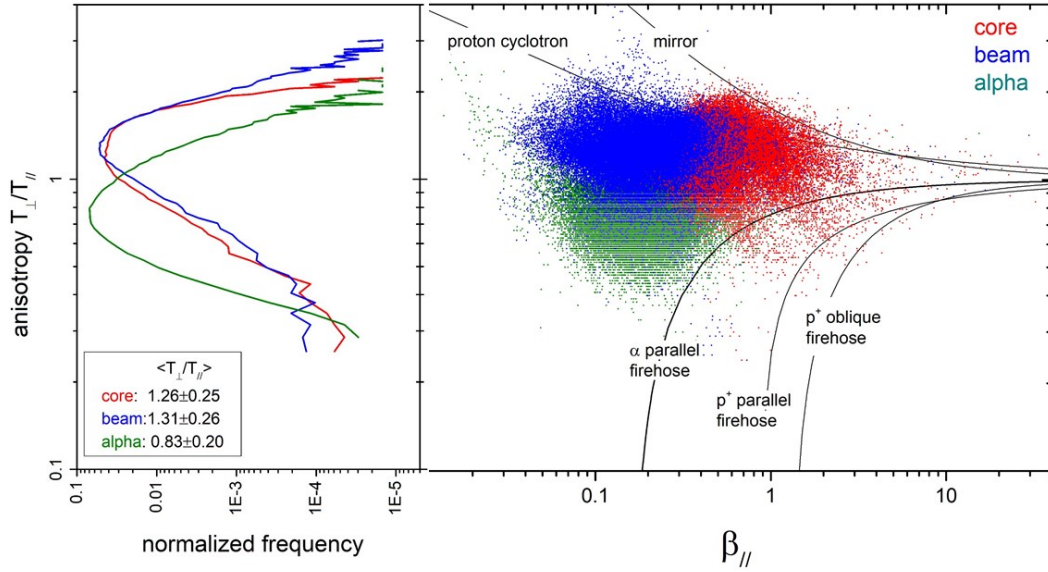 anisotropy T⊥/T//
1
0.1
0.1
0.01
1E-3
1E-4
1E-5
normalized frequency
<T⊥/T//>
core: 1.26±0.25
beam:1.31±0.26
alpha: 0.83±0.20
proton cyclotron
mirror
core
beam
alpha
α parallel
firehose
p+ parallel
firehose
p+ oblique
firehose
0.1
1
10
β//